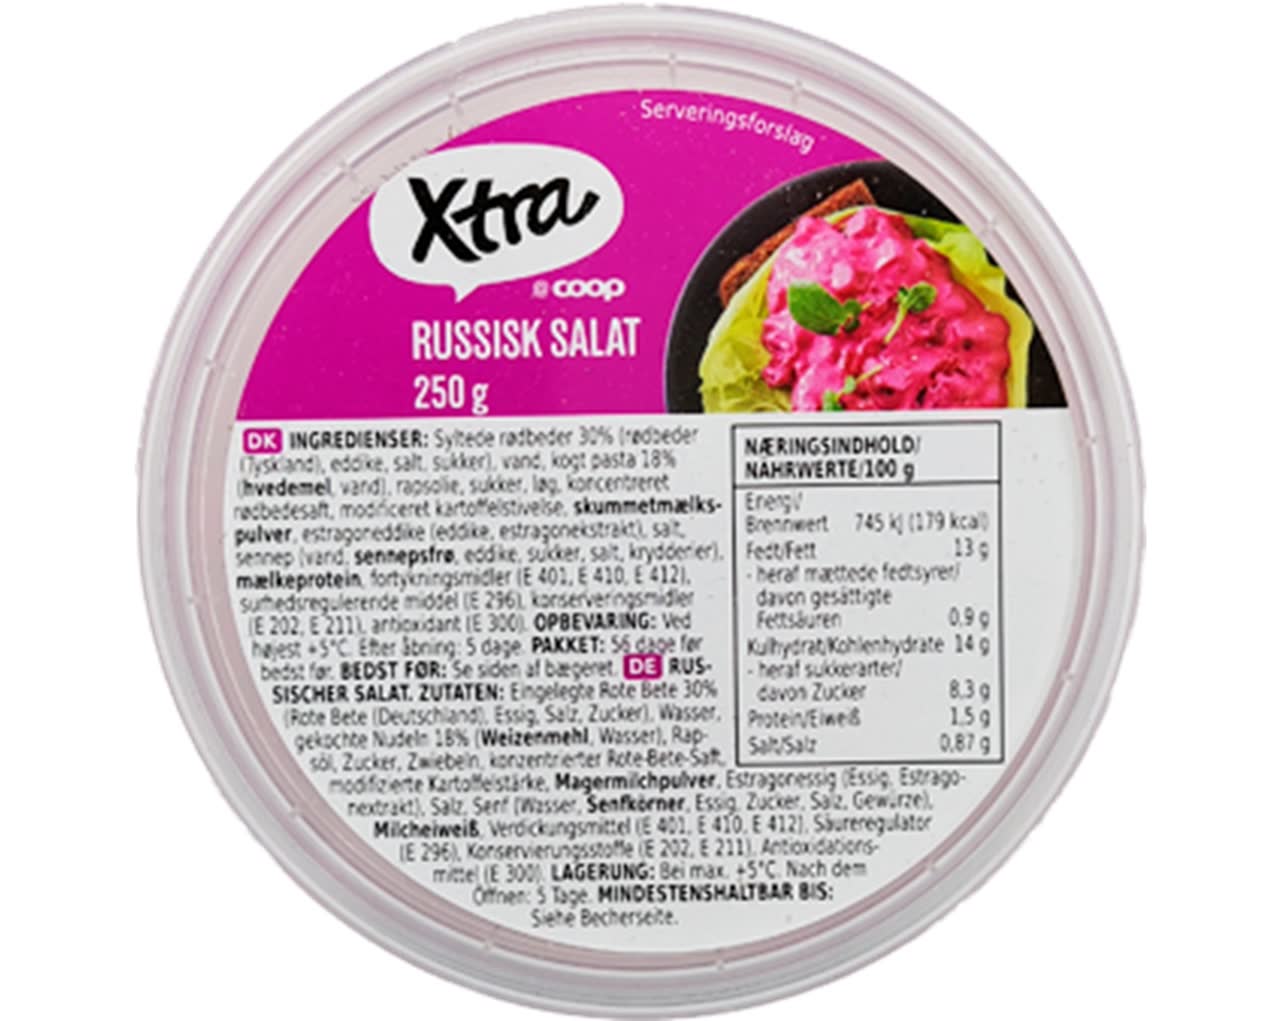 Serveringsforslag
Xtra
coop
RUSSISK SALAT
250 g
DK INGREDIENSER: Syltede rødbeder 30% (rødbeder
(Tyskland), eddike, salt, sukker), vand, kogt pasta 18%
(hvedemel, vand), rapsolie, sukker, løg, koncentreret
rødbedesaft, modificeret kartoffelstivelse, skummetmælks-
pulver, estragoneddike (eddike, estragonekstrakt), salt,
sennep (vand, sennepsfrø, eddike, sukker, salt, krydderier),
mælkeprotein, fortykningsmidler (E 401, E 410, E 412),
surhedsregulerende middel (E 296), konserveringsmidler
(E 202, E 211), antioxidant (E 300). OPBEVARING: Ved
højest +5°C. Efter åbning: 5 dage. PAKKET: 56 dage før
bedst før. BEDST FØR: Se siden af bægeret. DE RUS-
SISCHER SALAT. ZUTATEN: Eingelegte Rote Bete 30%
(Rote Bete (Deutschland), Essig, Salz, Zucker), Wasser,
gekochte Nudeln 18% (Weizenmehl, Wasser), Rap-
söl, Zucker, Zwiebeln, konzentrierter Rote-Bete-Saft,
modifizierte Kartoffelstärke, Magermilchpulver, Estragonessig (Essig, Estrago-
nextrakt), Salz, Senf (Wasser, Senfkörner, Essig, Zucker, Salz, Gewürze),
Milcheiweiß, Verdickungsmittel (E 401, E 410, E 412), Säureregulator
(E 296), Konservierungsstoffe (E 202, E 211), Antioxidations-
mittel (E 300). LAGERUNG: Bei max. +5°C. Nach dem
Öffnen: 5 Tage. MINDESTENSHALTBAR BIS:
Siehe Becherseite.
NÆRINGSINDHOLD/
NAHRWERTE/100 g
Energi/
Brennwert 745 kJ (179 kcal)
Fedt/Fett 13 g
- heraf mættede fedtsyrer/
davon gesättigte
Fettsäuren 0,9 g
Kulhydrat/Kohlenhydrate 14 g
- heraf sukkerarter/
davon Zucker 8,3 g
Protein/Eiweiß 1,5 g
Salt/Salz 0,87 g